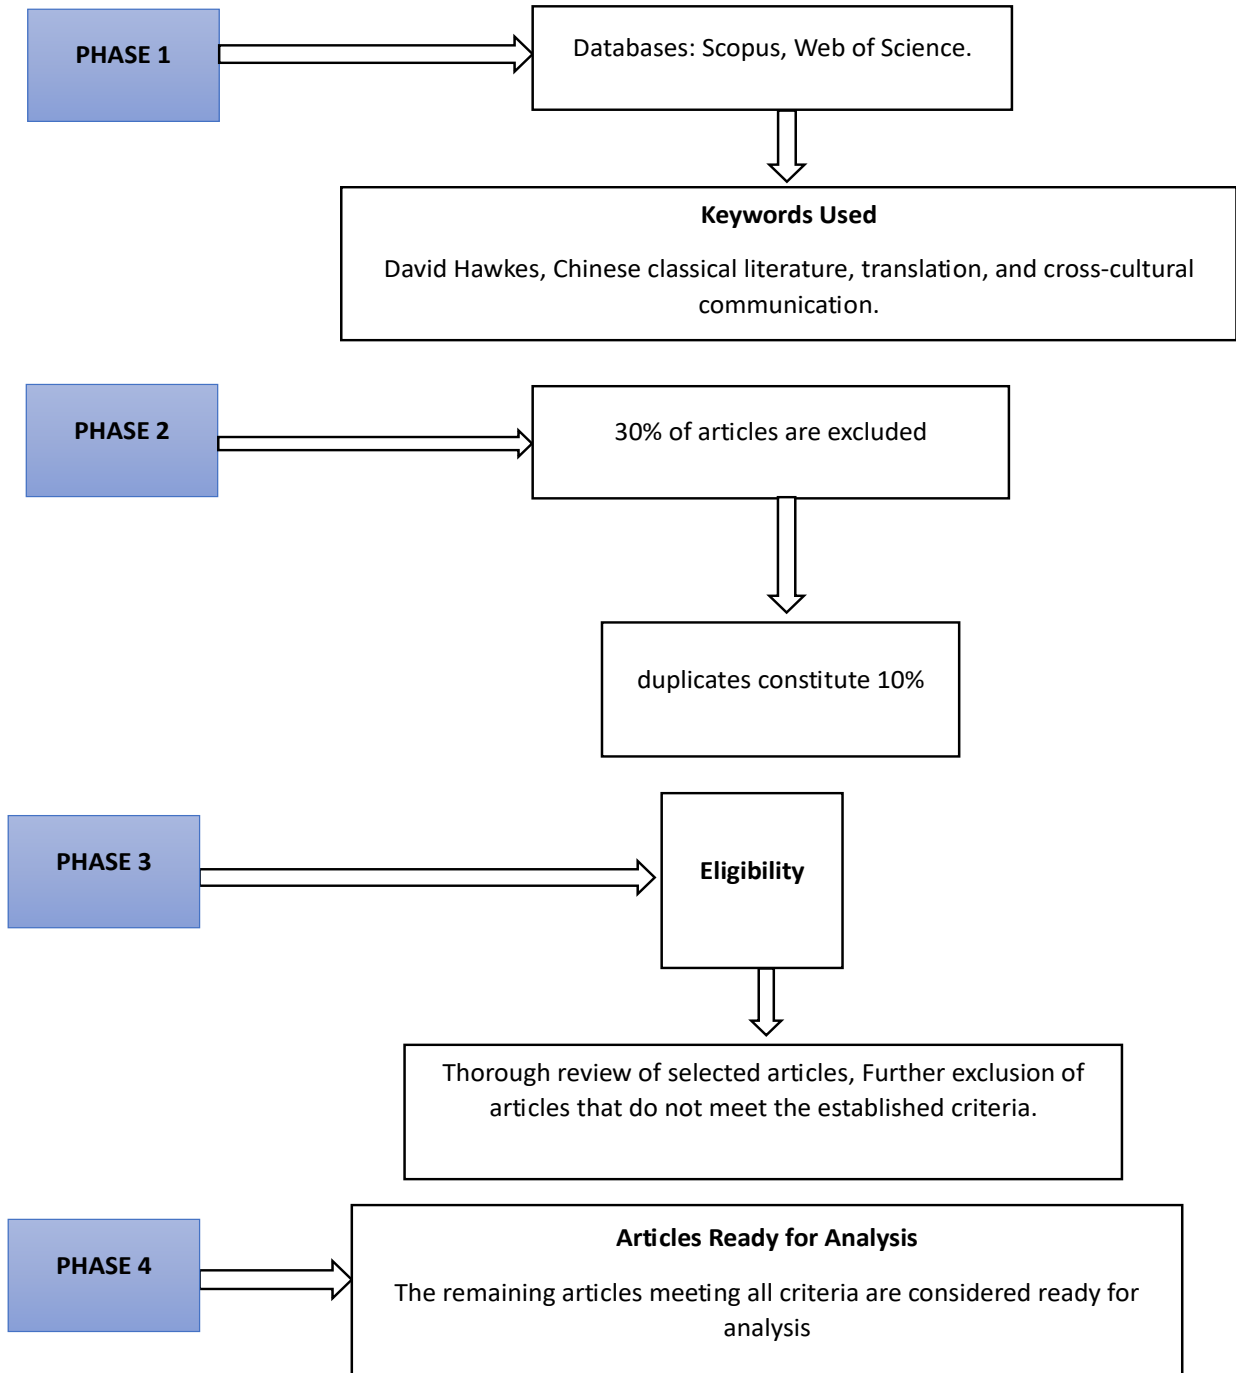 PHASE 1
Databases: Scopus, Web of Science.
Keywords Used
David Hawkes, Chinese classical literature, translation, and cross-cultural
communication.
PHASE 2
30% of articles are excluded
duplicates constitute 10%
PHASE 3
Eligibility
Thorough review of selected articles, Further exclusion of
articles that do not meet the established criteria.
PHASE 4
Articles Ready for Analysis
The remaining articles meeting all criteria are considered ready for
analysis